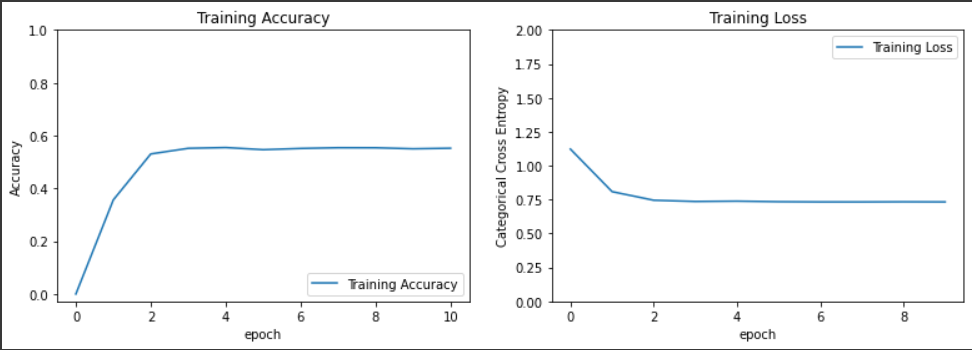 Training Accuracy
1.0
0.8
0.6
0.4
0.2
0.0
Accuracy
Training Accuracy
0 2 4 6 8 10
epoch
Training Loss
2.00
1.75
1.50
1.25
1.00
0.75
0.50
0.25
0.00
Categorical Cross Entropy
Training Loss
0 2 4 6 8
epoch